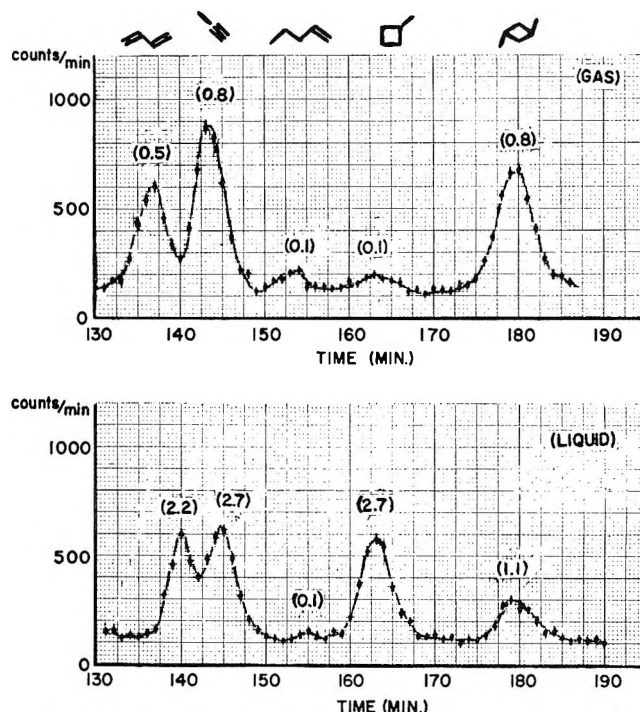 counts/min
(GAS)
1000
(0.8)
(0.5)
(0.8)
500
(0.1)
(0.1)
0
130 140 150 160 170 180 190
TIME (MIN.)
counts/min
(LIQUID)
1000
(2.2)
(2.7)
(2.7)
500
(0.1)
(1.1)
0
130 140 150 160 170 180 190
TIME (MIN.)